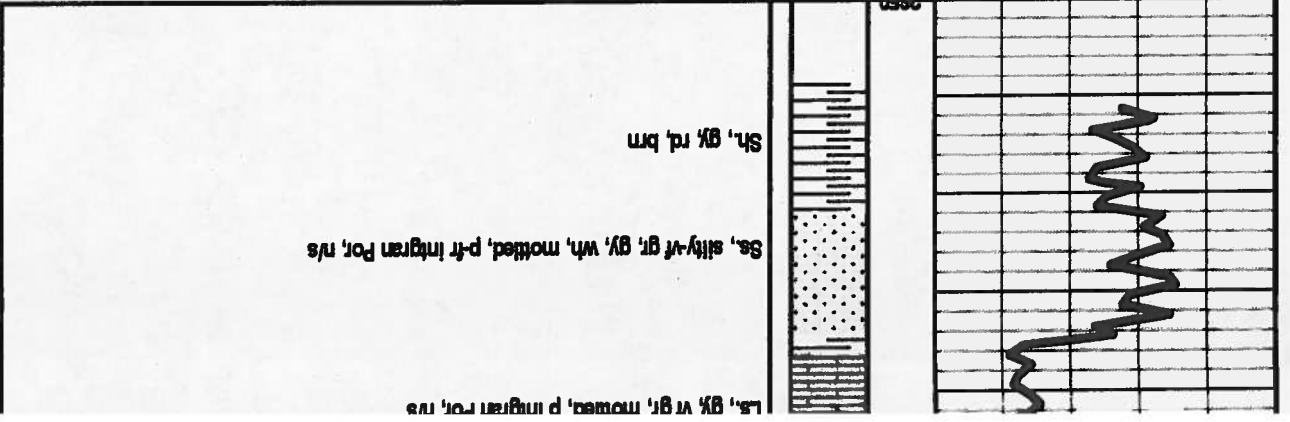 Ls., gy, vf gr, mottled, p intgran Por, n/s
Ss., silty-vf gr, gy, wh, mottled, p-fr intgran Por, n/s
Sh., gy, rd, brn